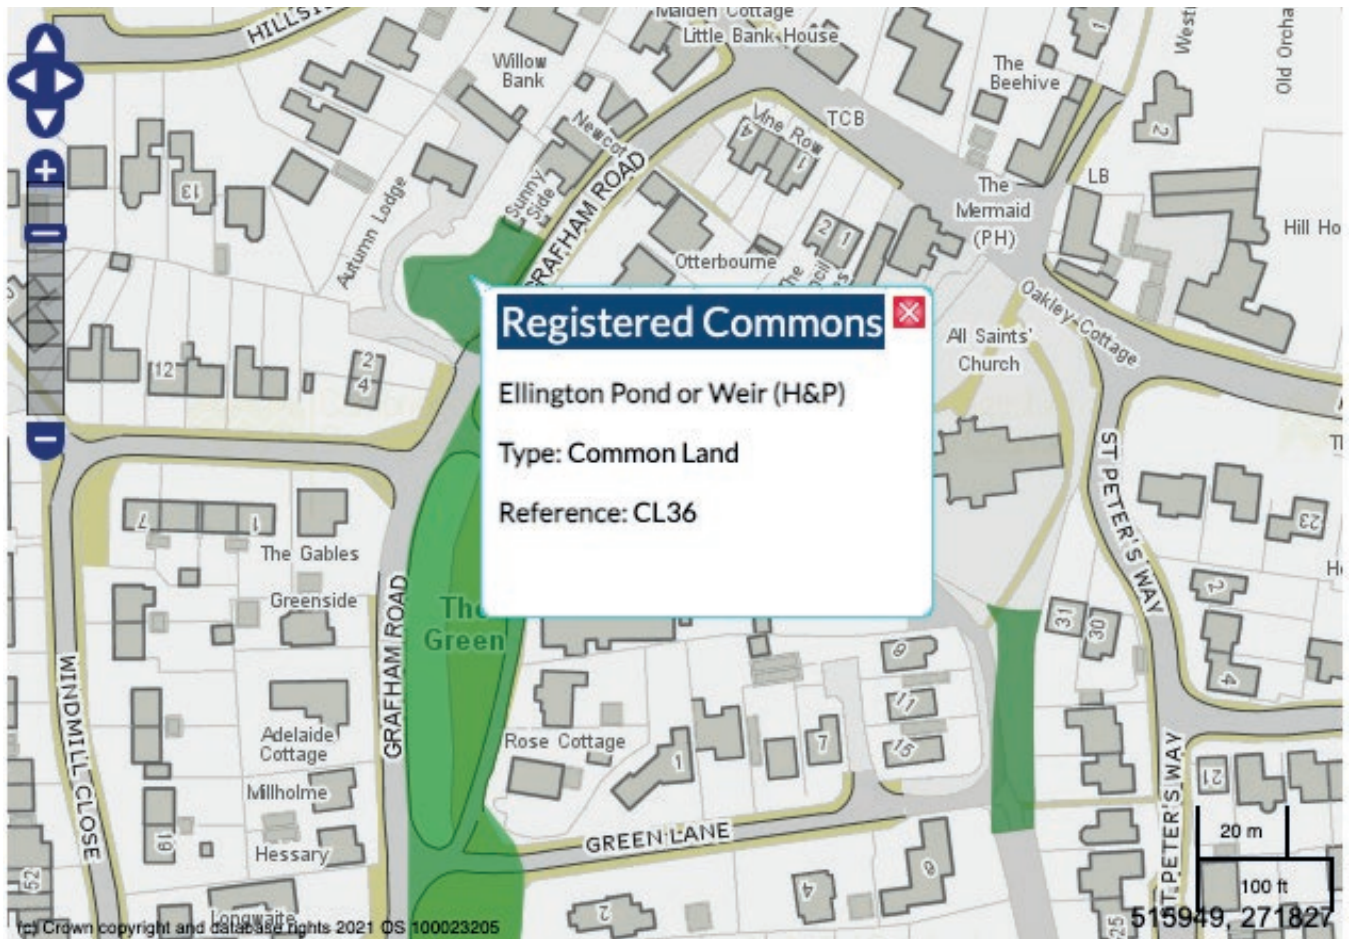 HILLSI
Malden Cottage
Little Bank House
Willow
Bank
The
Beehive
West
Old Orcha
1
2
TCB
Vine Row
4
1
Newcot
Sunny
Side
GRAFHAM ROAD
13
Autumn Lodge
The
Mermaid
(PH)
LB
Hill Ho
Otterbourne
2
1
The
Oakley Cottage
All Saints'
Church
Registered Commons
Ellington Pond or Weir (H&P)
Type: Common Land
Reference: CL36
12
2
4
7
1
The Gables
Greenside
GRAFHAM ROAD
The
Green
ST PETER'S WAY
23
2
31
30
4
WINDMILL CLOSE
Adelaide
Cottage
Millholme
19
Hessary
52
Longwaite
Rose Cottage
1
7
9
11
15
GREEN LANE
2
4
ST PETER'S WAY
21
25
20 m
100 ft
515949, 271827
(c) Crown copyright and database rights 2021 OS 100023205